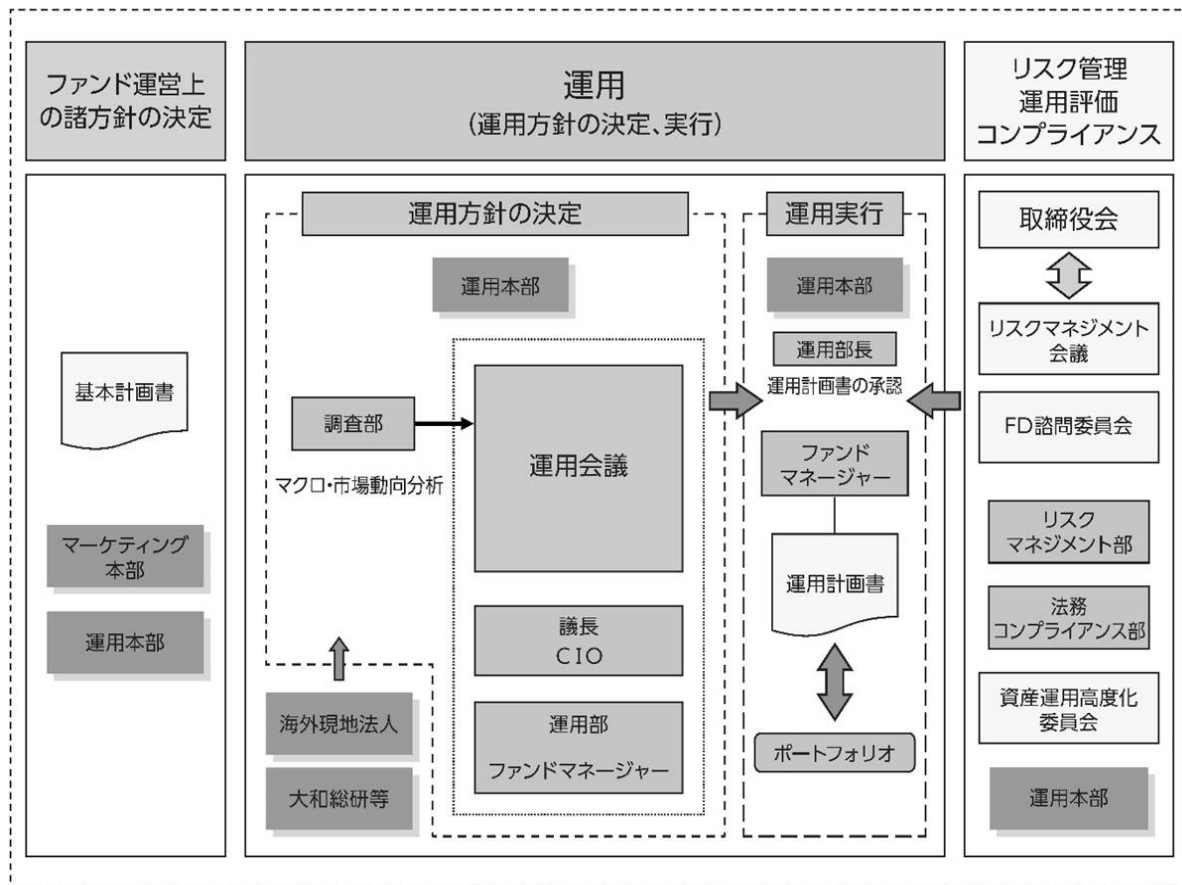 ファンド運営上
の諸方針の決定
運用
(運用方針の決定、実行)
リスク管理
運用評価
コンプライアンス
基本計画書
マーケティング
本部
運用本部
運用方針の決定
運用本部
調査部
マクロ・市場動向分析
運用会議
議長
CIO
運用部
ファンドマネージャー
海外現地法人
大和総研等
運用実行
運用本部
運用部長
運用計画書の承認
ファンド
マネージャー
運用計画書
ポートフォリオ
取締役会
リスクマネジメント
会議
FD諮問委員会
リスク
マネジメント部
法務
コンプライアンス部
資産運用高度化
委員会
運用本部